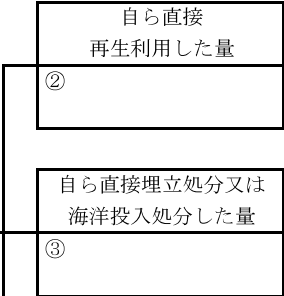 自ら直接
再生利用した量
②
自ら直接埋立処分又は
海洋投入処分した量
③